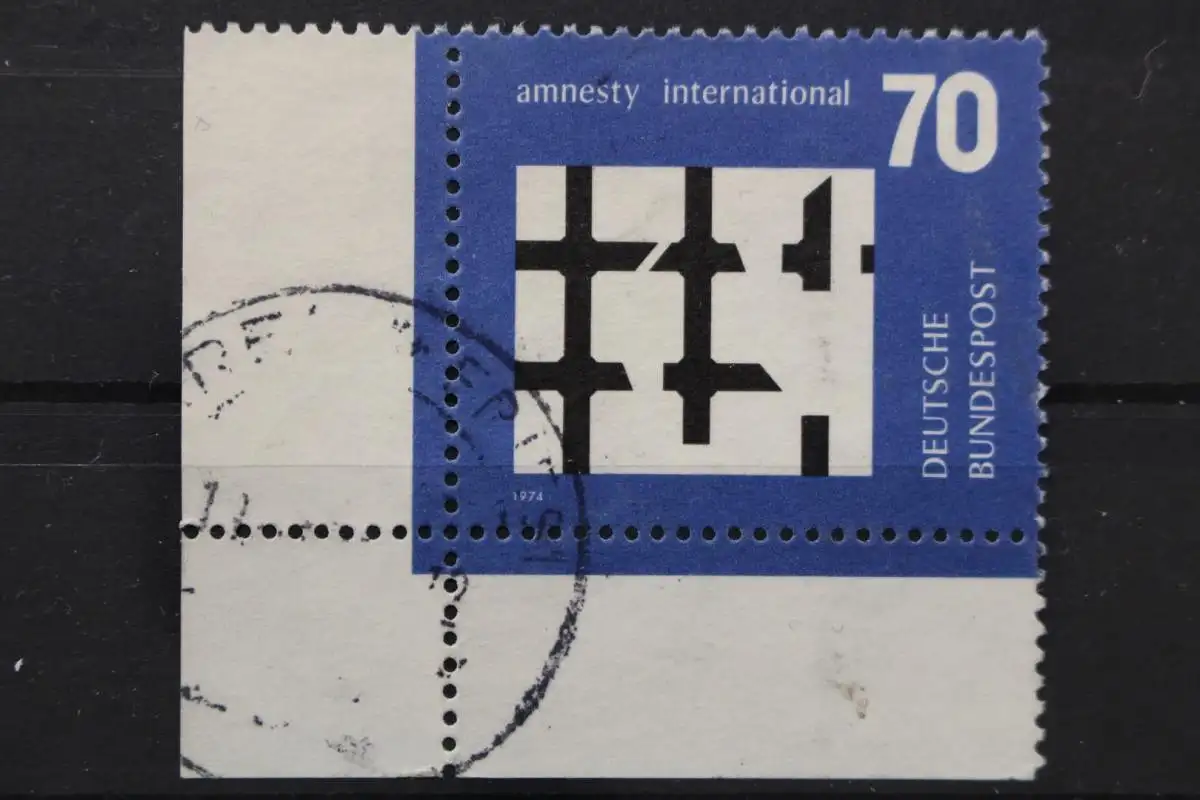 amnesty international
70
DEUTSCHE
BUNDESPOST
1974